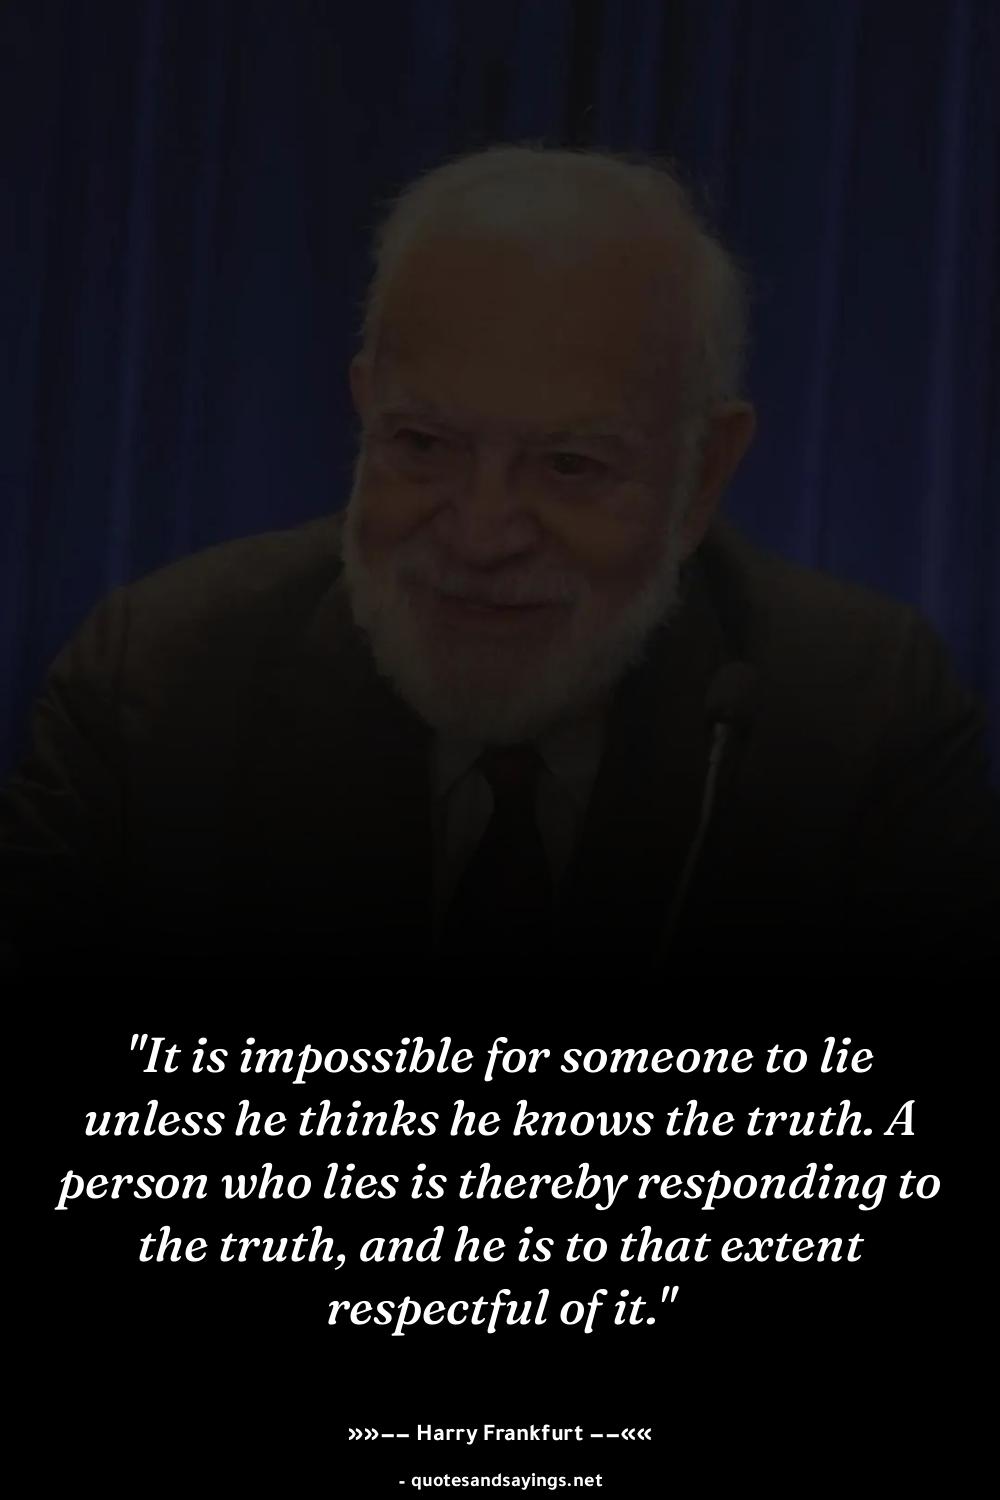 "It is impossible for someone to lie
unless he thinks he knows the truth. A
person who lies is thereby responding to
the truth, and he is to that extent
respectful of it."
»»−− Harry Frankfurt −−««
- quotesandsayings.net